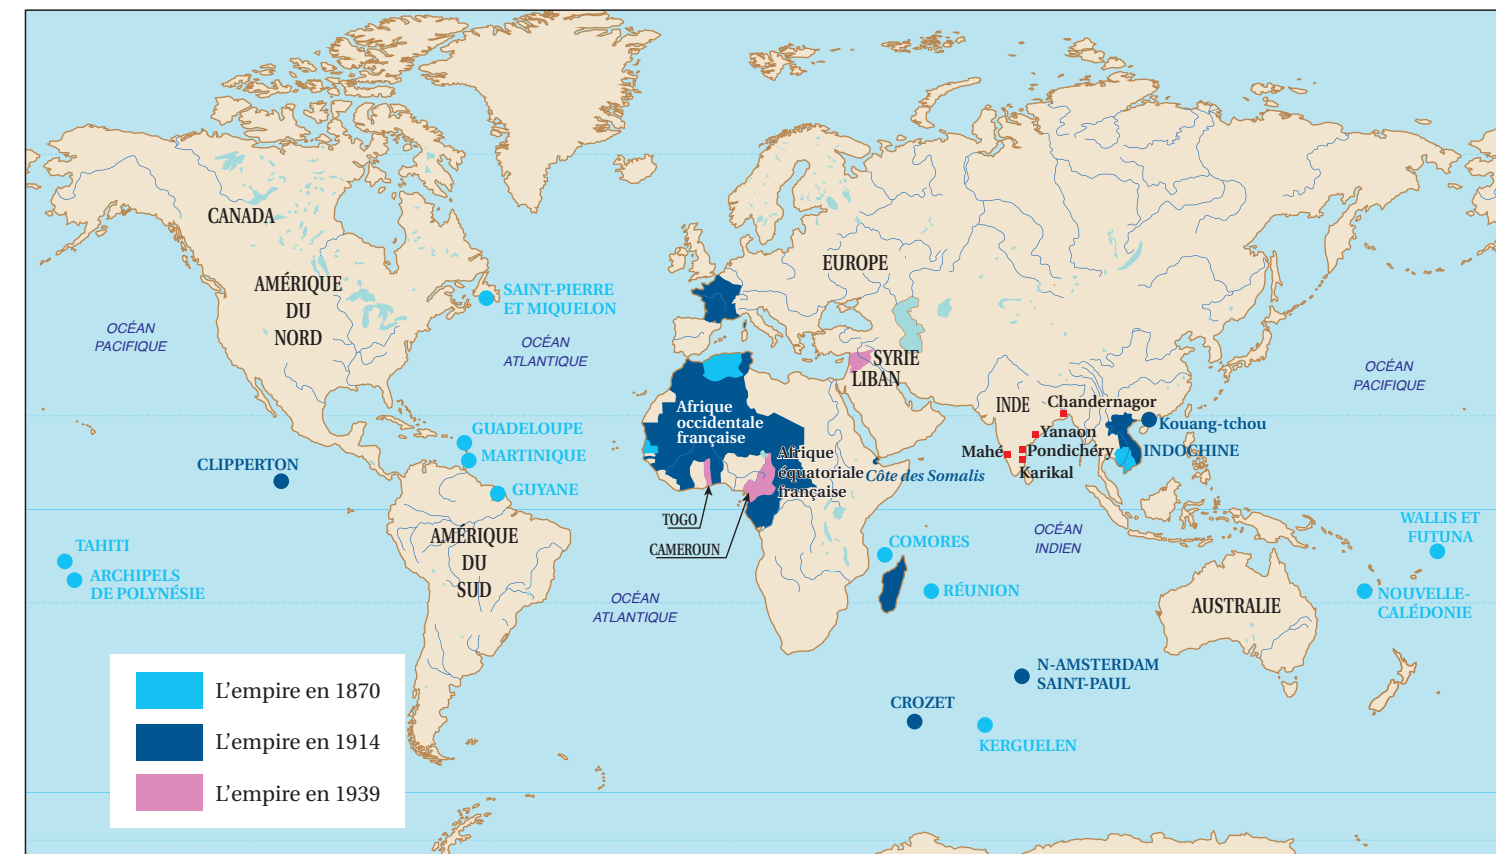 CANADA
AMÉRIQUE
DU
NORD
SAINT-PIERRE
ET MIQUELON
EUROPE
OCÉAN
PACIFIQUE
OCÉAN
ATLANTIQUE
SYRIE
LIBAN
OCÉAN
PACIFIQUE
INDE
Chandernagor
Afrique
occidentale
française
Kouang-tchou
GUADELOUPE
Yanaon
MARTINIQUE
Mahé
Pondichéry
INDOCHINE
Afrique
équatoriale
française
CLIPPERTON
Karikal
Côte des Somalis
GUYANE
TOGO
CAMEROUN
OCÉAN
INDIEN
WALLIS ET
FUTUNA
AMÉRIQUE
DU
SUD
COMORES
TAHITI
ARCHIPELS
DE POLYNÉSIE
RÉUNION
OCÉAN
ATLANTIQUE
AUSTRALIE
NOUVELLE-
CALÉDONIE
N-AMSTERDAM
SAINT-PAUL
CROZET
KERGUELEN
L'empire en 1870
L'empire en 1914
L'empire en 1939